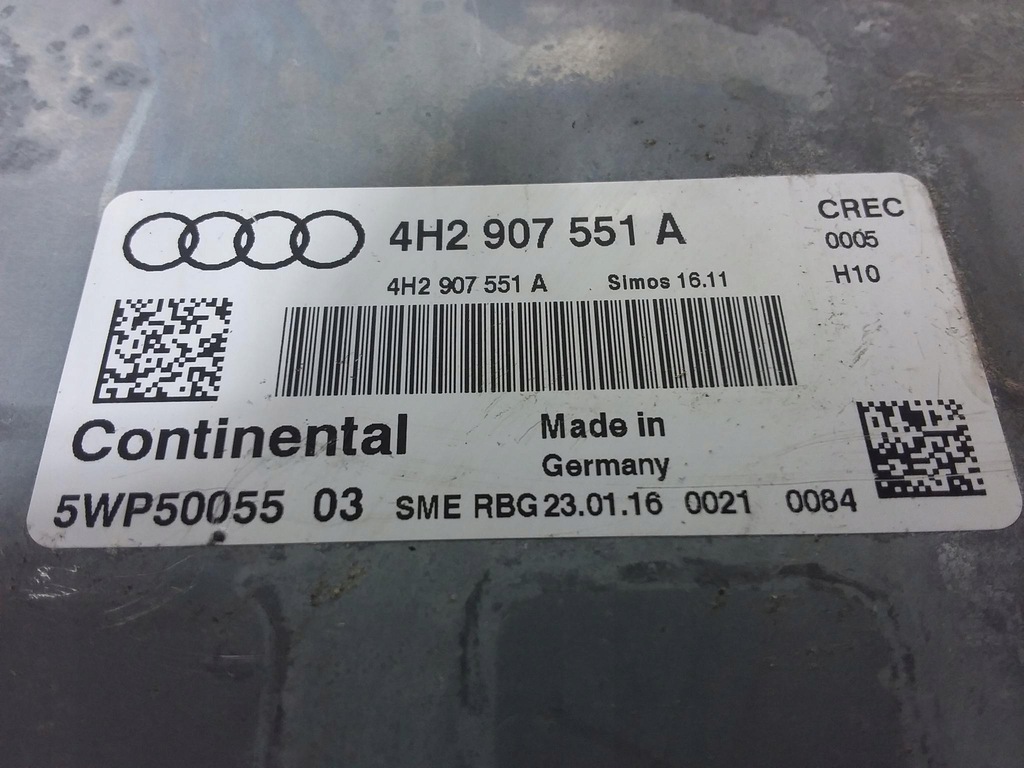 4H2 907 551 A
CREC
0005
H10
4H2 907 551 A Simos 16.11
Continental
Made in
Germany
5WP50055 03 SME RBG 23.01.16 0021 0084